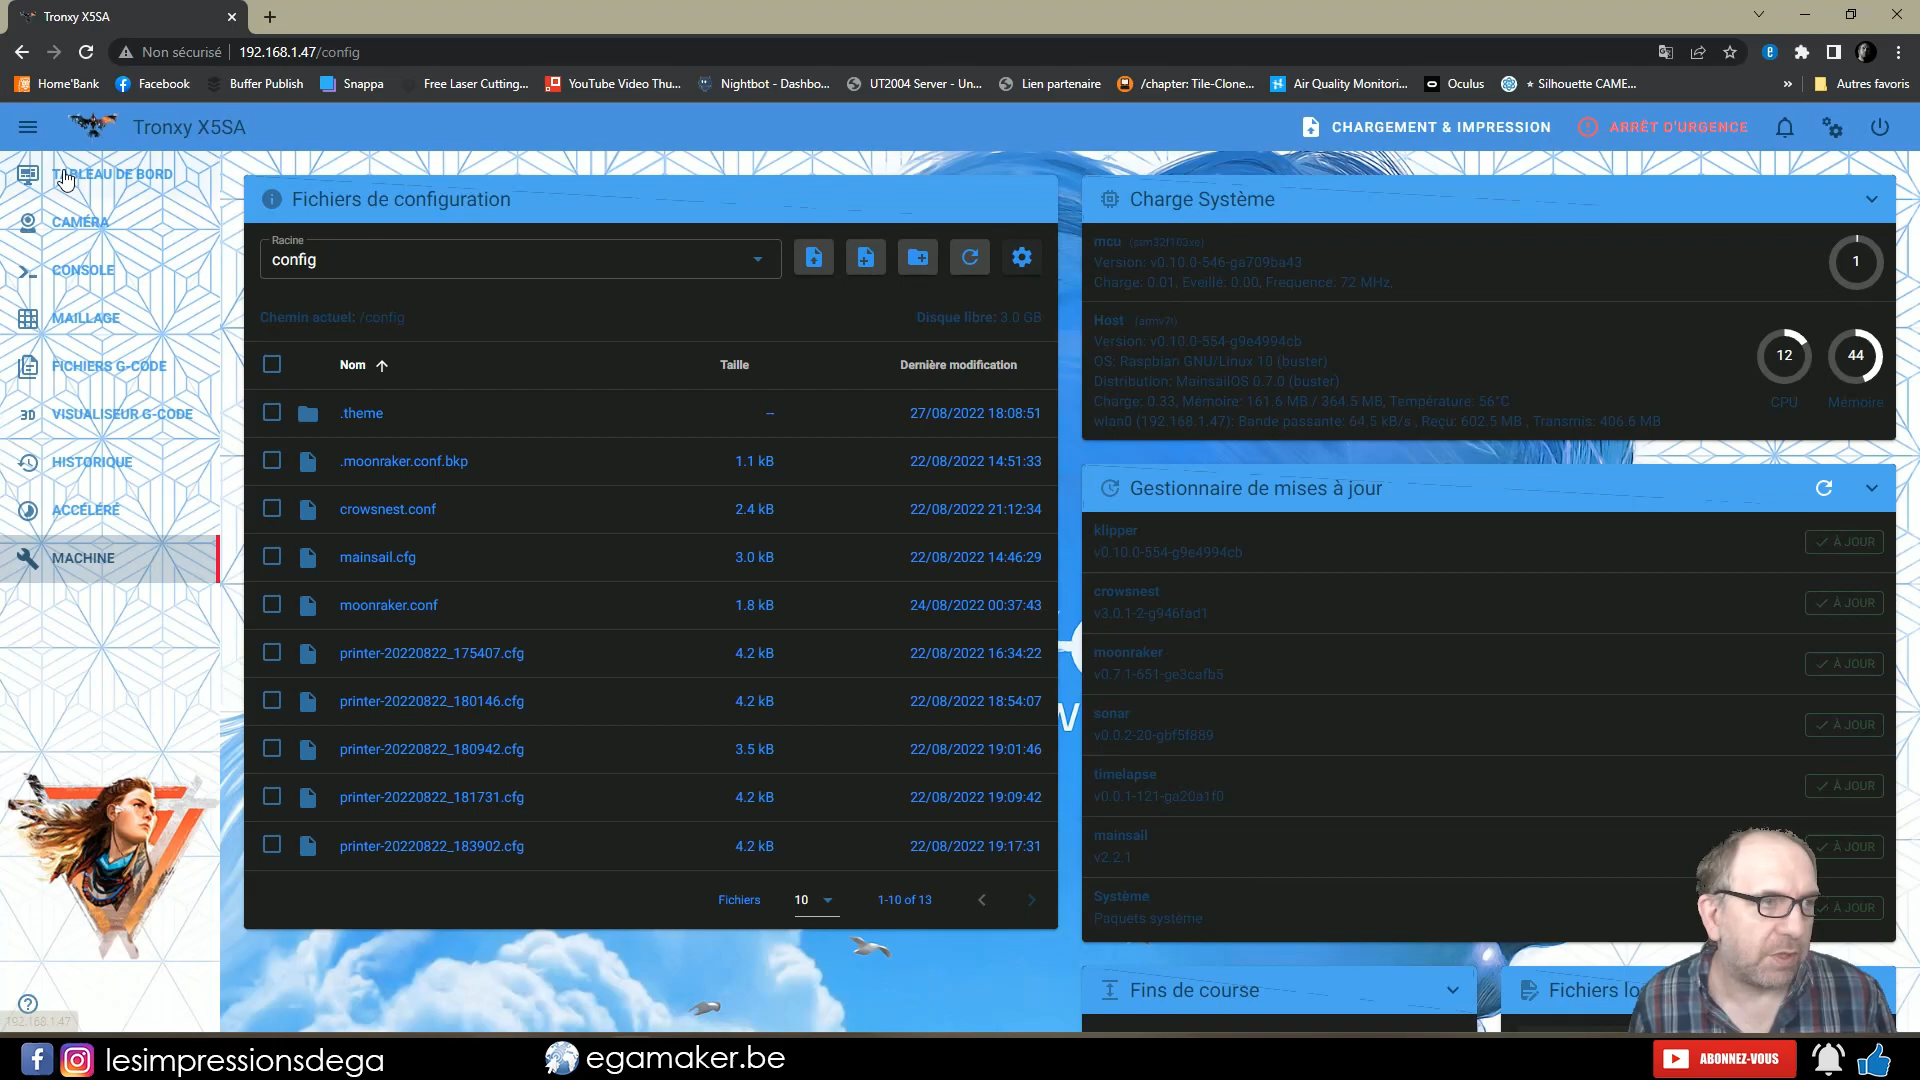 Tronxy X5SA
Non sécurisé
192.168.1.47/config
Home'Bank
Facebook
Buffer Publish
Snappa
Free Laser Cutting...
YouTube Video Thu...
Nightbot - Dashbo...
UT2004 Server - Un...
Lien partenaire
/chapter: Tile-Clone...
Air Quality Monitori...
Oculus
⭑ Silhouette CAME...
»
Autres favoris
Tronxy X5SA
CHARGEMENT & IMPRESSION
ARRÊT D'URGENCE
TABLEAU DE BORD
CAMÉRA
CONSOLE
MAILLAGE
FICHIERS G-CODE
3D VISUALISEUR G-CODE
HISTORIQUE
ACCÉLÉRÉ
MACHINE
192.168.1.47
Fichiers de configuration
Racine
config
Chemin actuel: /config
Disque libre: 3.0 GB
Nom
Taille
Dernière modification
.theme -- 27/08/2022 18:08:51
.moonraker.conf.bkp 1.1 kB 22/08/2022 14:51:33
crowsnest.conf 2.4 kB 22/08/2022 21:12:34
mainsail.cfg 3.0 kB 22/08/2022 14:46:29
moonraker.conf 1.8 kB 24/08/2022 00:37:43
printer-20220822_175407.cfg 4.2 kB 22/08/2022 16:34:22
printer-20220822_180146.cfg 4.2 kB 22/08/2022 18:54:07
printer-20220822_180942.cfg 3.5 kB 22/08/2022 19:01:46
printer-20220822_181731.cfg 4.2 kB 22/08/2022 19:09:42
printer-20220822_183902.cfg 4.2 kB 22/08/2022 19:17:31
Fichiers 10 1-10 of 13
Charge Système
mcu (stm32f103xe)
Version: v0.10.0-546-ga709ba43
Charge: 0.01, Eveillé: 0.00, Frequence: 72 MHz,
1
Host (armv7l)
Version: v0.10.0-554-g9e4994cb
OS: Raspbian GNU/Linux 10 (buster)
Distribution: MainsailOS 0.7.0 (buster)
Charge: 0.33, Mémoire: 161.6 MB / 364.5 MB, Température: 56°C
wlan0 (192.168.1.47): Bande passante: 64.5 kB/s , Reçu: 602.5 MB , Transmis: 406.6 MB
12
CPU
44
Mémoire
Gestionnaire de mises à jour
klipper
v0.10.0-554-g9e4994cb
À JOUR
crowsnest
v3.0.1-2-g946fad1
À JOUR
moonraker
v0.7.1-651-ge3cafb5
À JOUR
sonar
v0.0.2-20-gbf5f889
À JOUR
timelapse
v0.0.1-121-ga20a1f0
À JOUR
mainsail
v2.2.1
À JOUR
Système
Paquets système
À JOUR
Fins de course
Fichiers lo
lesimpressionsdega
egamaker.be
ABONNEZ-VOUS